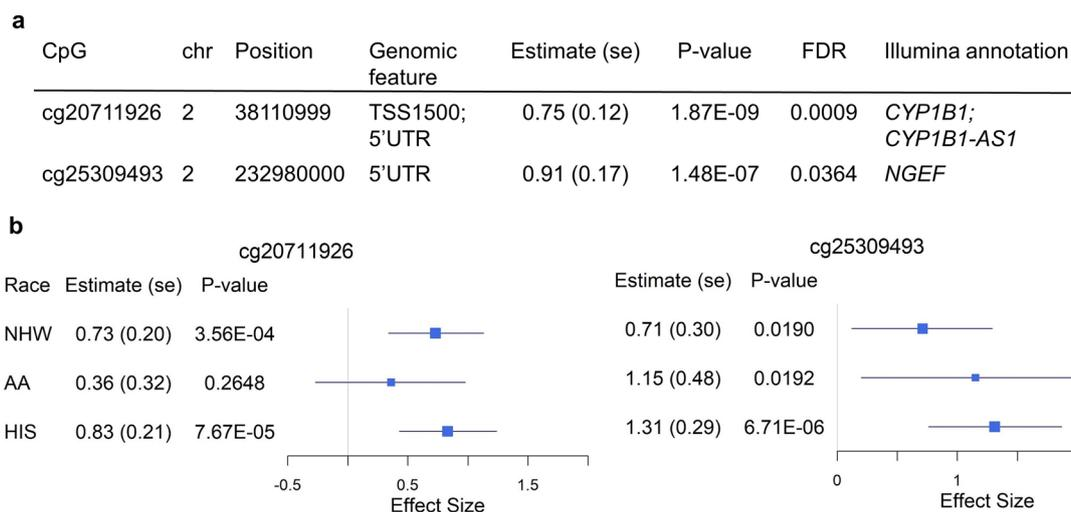 a
CpG chr Position Genomic feature Estimate (se) P-value FDR Illumina annotation
cg20711926 2 38110999 TSS1500; 5’UTR 0.75 (0.12) 1.87E-09 0.0009 CYP1B1; CYP1B1-AS1
cg25309493 2 232980000 5’UTR 0.91 (0.17) 1.48E-07 0.0364 NGEF
b
cg20711926
Race Estimate (se) P-value
NHW 0.73 (0.20) 3.56E-04
AA 0.36 (0.32) 0.2648
HIS 0.83 (0.21) 7.67E-05
-0.5 0.5 1.5
Effect Size
cg25309493
Estimate (se) P-value
0.71 (0.30) 0.0190
1.15 (0.48) 0.0192
1.31 (0.29) 6.71E-06
0 1
Effect Size